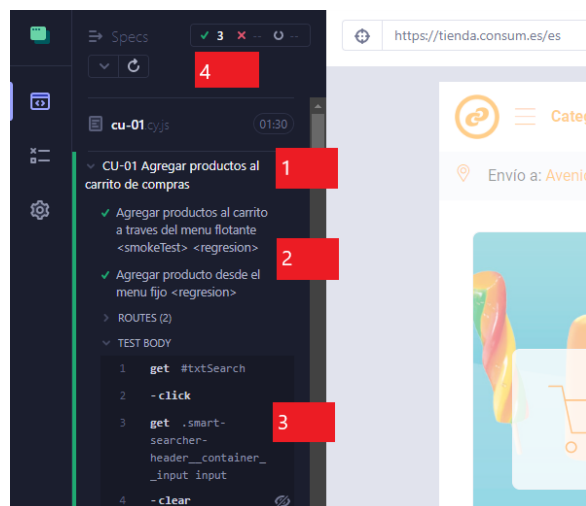 Specs
3
--
--
https://tienda.consum.es/es
4
cu-01 cy.js
01:30
CU-01 Agregar productos al
carrito de compras
1
Agregar productos al carrito
a traves del menu flotante
<smokeTest> <regresion>
2
Agregar producto desde el
menu fijo <regresion>
ROUTES (2)
TEST BODY
1 get #txtSearch
2 -click
3 get .smart-
searcher-
header__container_
_input input
3
4 -clear
Categ
Envío a: Aveni